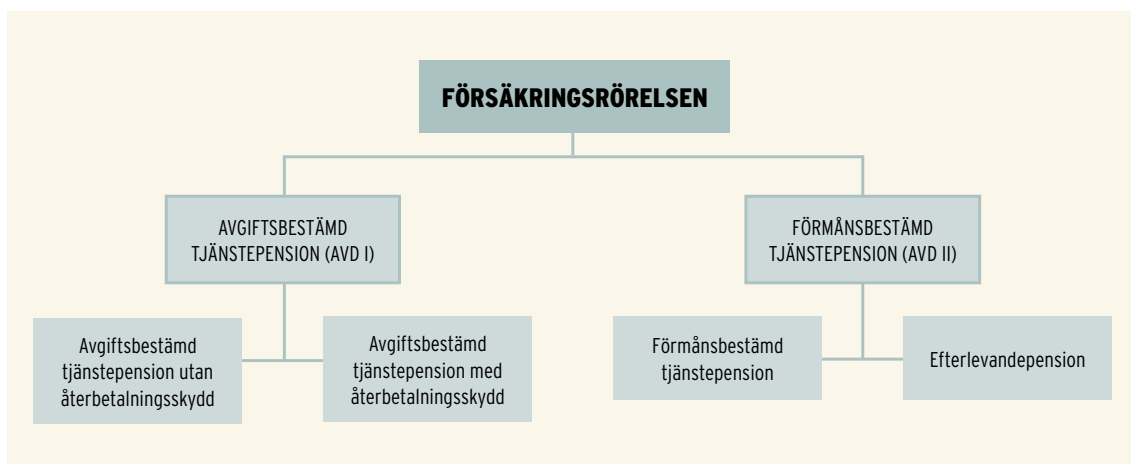 FÖRSÄKRINGSRÖRELSEN
AVGIFTSBESTÄMD
TJÄNSTEPENSION (AVD I)
FÖRMÅNSBESTÄMD
TJÄNSTEPENSION (AVD II)
Avgiftsbestämd
tjänstepension utan
återbetalningsskydd
Avgiftsbestämd
tjänstepension med
återbetalningsskydd
Förmånsbestämd
tjänstepension
Efterlevandepension